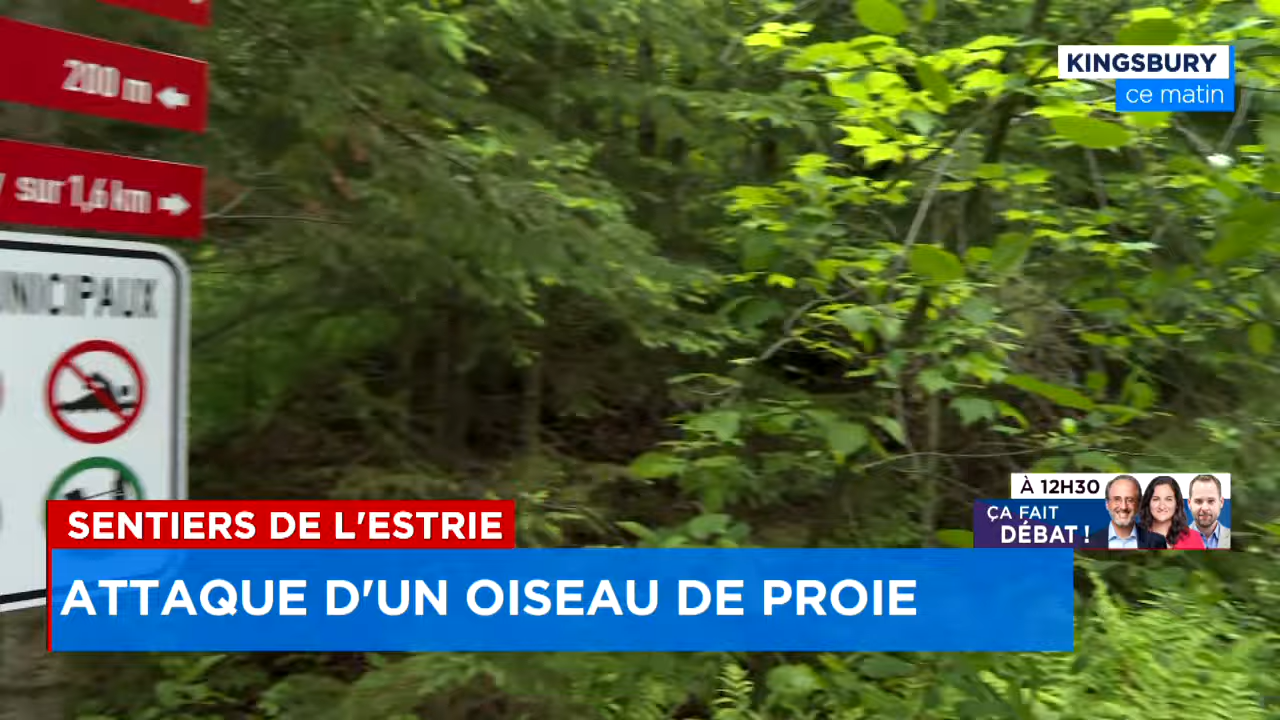 200 m
sur 1,6 km
KINGSBURY
ce matin
À 12H30
ÇA FAIT
DÉBAT !
SENTIERS DE L'ESTRIE
ATTAQUE D'UN OISEAU DE PROIE